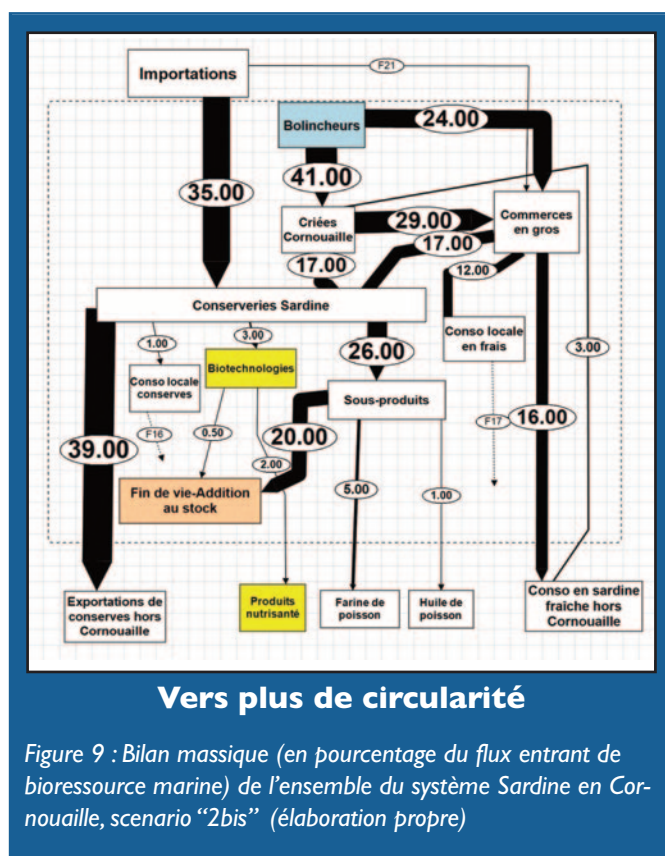 Importations
F21
Bolincheurs
24.00
41.00
35.00
Criées
Cornouaille
29.00
Commerces
en gros
17.00
17.00
12.00
Conserveries Sardine
Conso locale
en frais
3.00
1.00
3.00
26.00
Biotechnologies
Conso locale
conserves
Sous-produits
16.00
F16
0.50
20.00
F17
39.00
2.00
Fin de vie-Addition
au stock
5.00
1.00
Exportations de
conserves hors
Cornouaille
Produits
nutrisanté
Farine de
poisson
Huile de
poisson
Conso en sardine
fraîche hors
Cornouaille
Vers plus de circularité
Figure 9 : Bilan massique (en pourcentage du flux entrant de
bioressource marine) de l'ensemble du système Sardine en Cor-
nouaille, scenario “2bis” (élaboration propre)